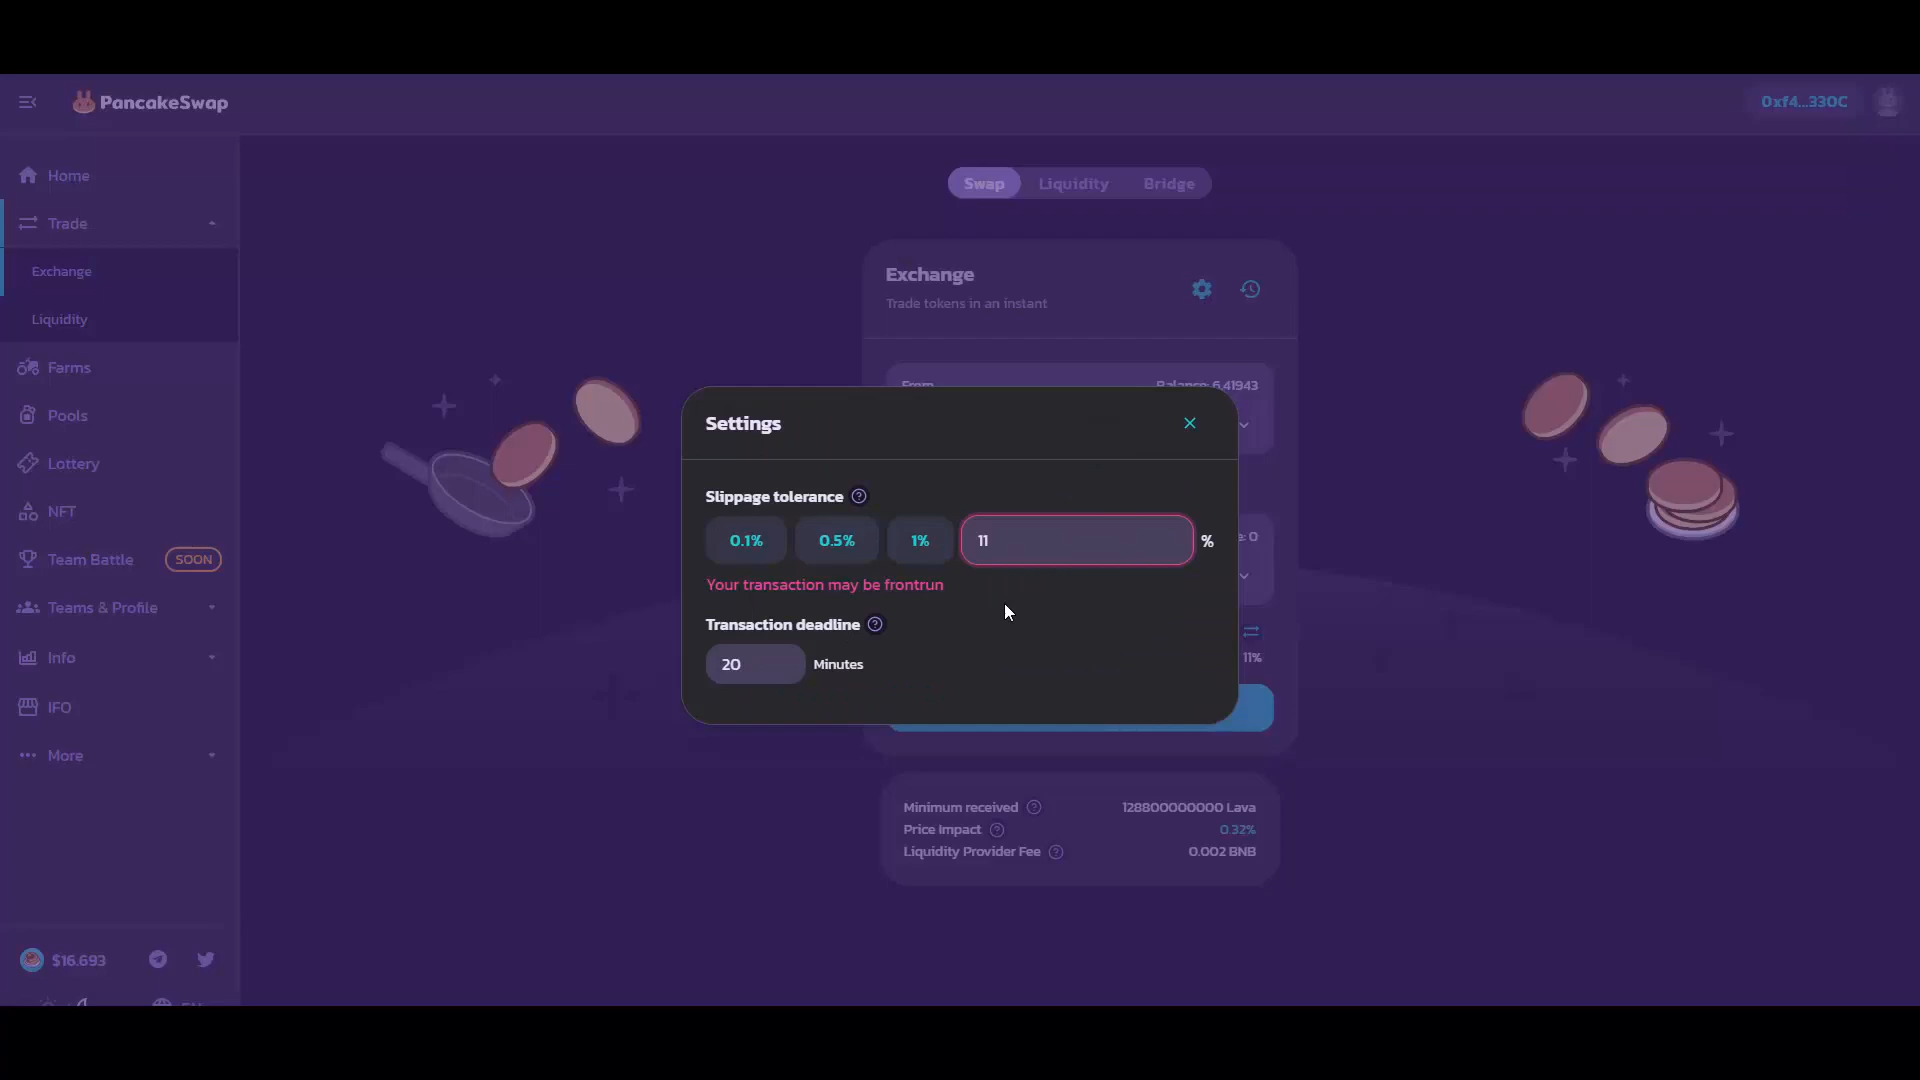 PancakeSwap
0xf4...330C
Home
Trade
Exchange
Liquidity
Farms
Pools
Lottery
NFT
Team Battle SOON
Teams & Profile
Info
IFO
More
$16.693
Swap Liquidity Bridge
Exchange
Trade tokens in an instant
From Balance: 6.41943
Settings
Slippage tolerance ?
0.1% 0.5% 1% 11 %
Your transaction may be frontrun
Transaction deadline ?
20 Minutes
: 0
11%
Minimum received ? 128800000000 Lava
Price Impact ? 0.32%
Liquidity Provider Fee ? 0.002 BNB